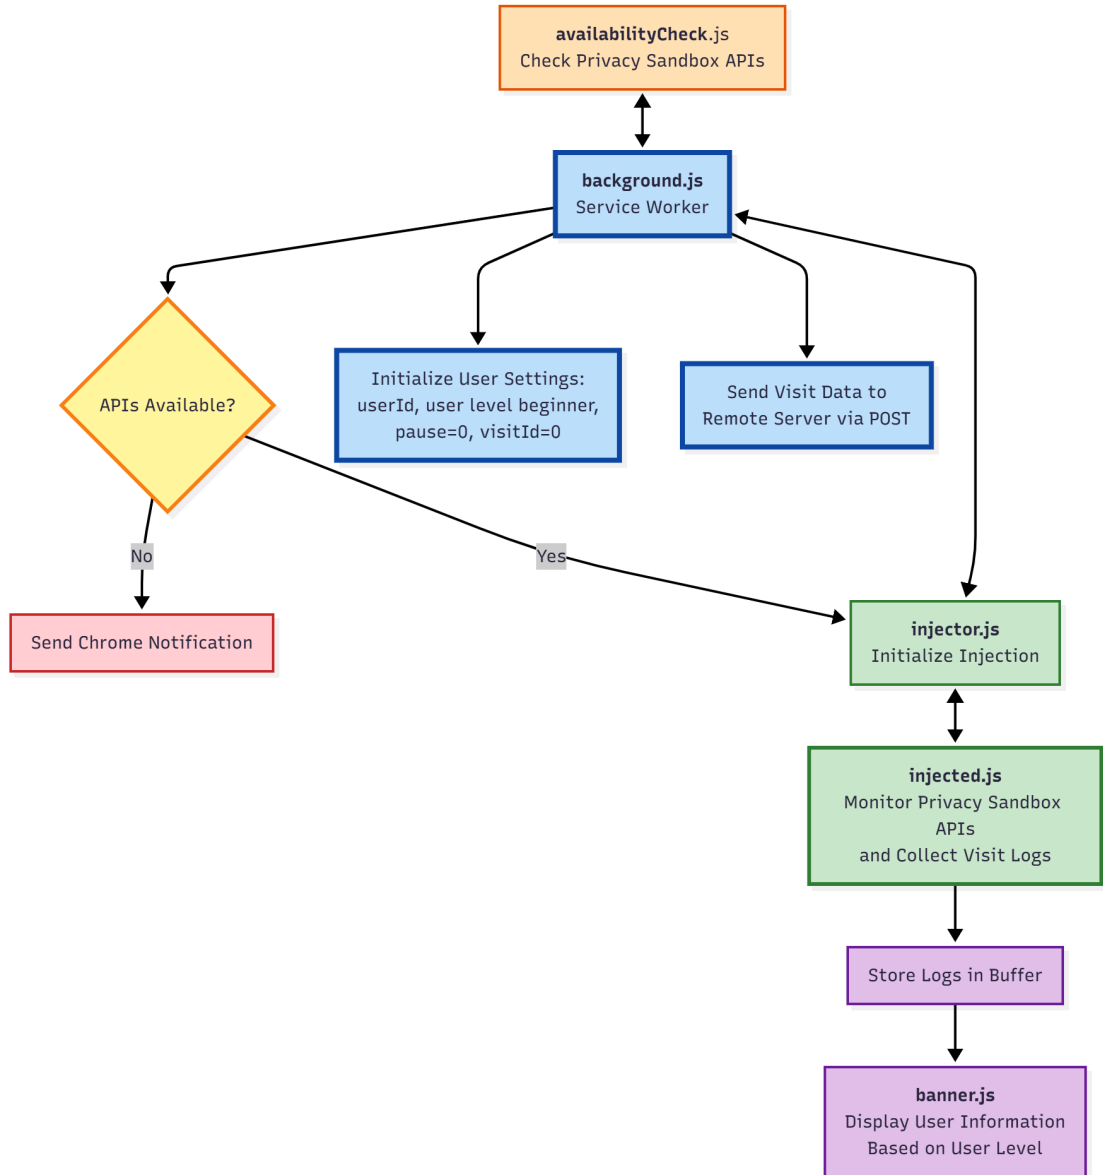 availabilityCheck.js
Check Privacy Sandbox APIs
background.js
Service Worker
APIs Available?
Initialize User Settings:
userId, user level beginner,
pause=0, visitId=0
Send Visit Data to
Remote Server via POST
No
Yes
Send Chrome Notification
injector.js
Initialize Injection
injected.js
Monitor Privacy Sandbox
APIs
and Collect Visit Logs
Store Logs in Buffer
banner.js
Display User Information
Based on User Level